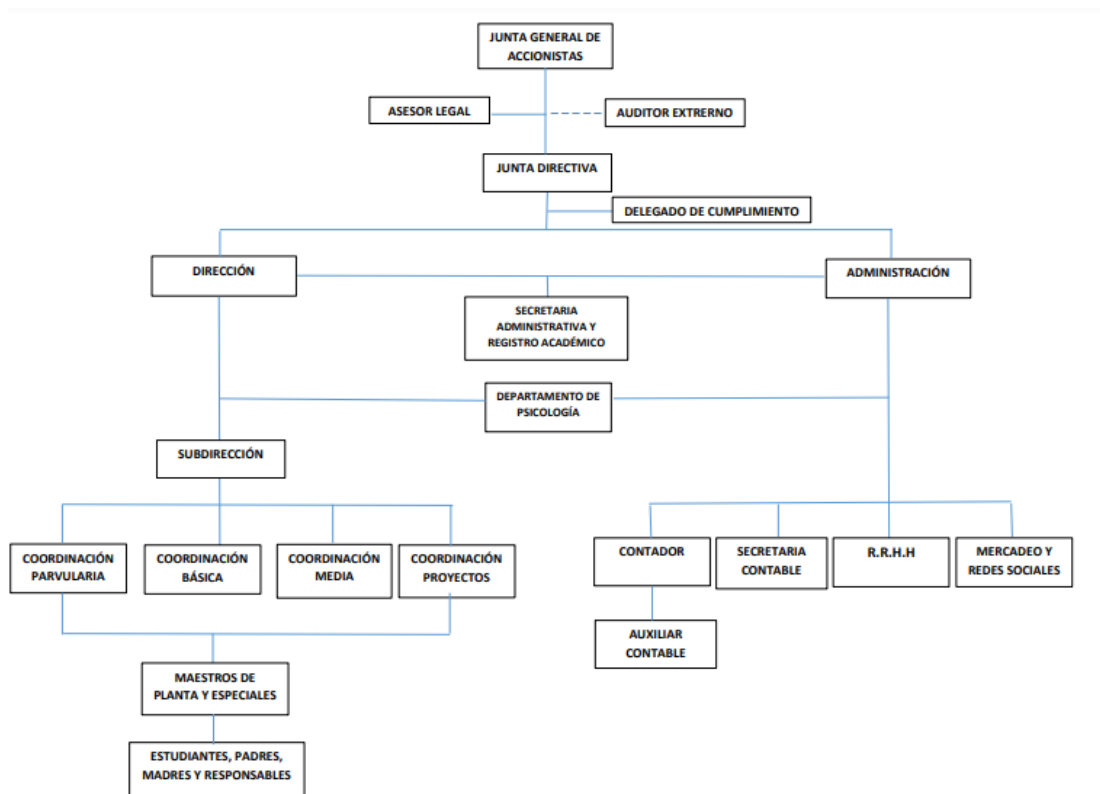 JUNTA GENERAL DE
ACCIONISTAS
ASESOR LEGAL
AUDITOR EXTRERNO
JUNTA DIRECTIVA
DELEGADO DE CUMPLIMIENTO
DIRECCIÓN
ADMINISTRACIÓN
SECRETARIA
ADMINISTRATIVA Y
REGISTRO ACADÉMICO
DEPARTAMENTO DE
PSICOLOGÍA
SUBDIRECCIÓN
COORDINACIÓN
PARVULARIA
COORDINACIÓN
BÁSICA
COORDINACIÓN
MEDIA
COORDINACIÓN
PROYECTOS
CONTADOR
SECRETARIA
CONTABLE
R.R.H.H
MERCADEO Y
REDES SOCIALES
AUXILIAR
CONTABLE
MAESTROS DE
PLANTA Y ESPECIALES
ESTUDIANTES, PADRES,
MADRES Y RESPONSABLES